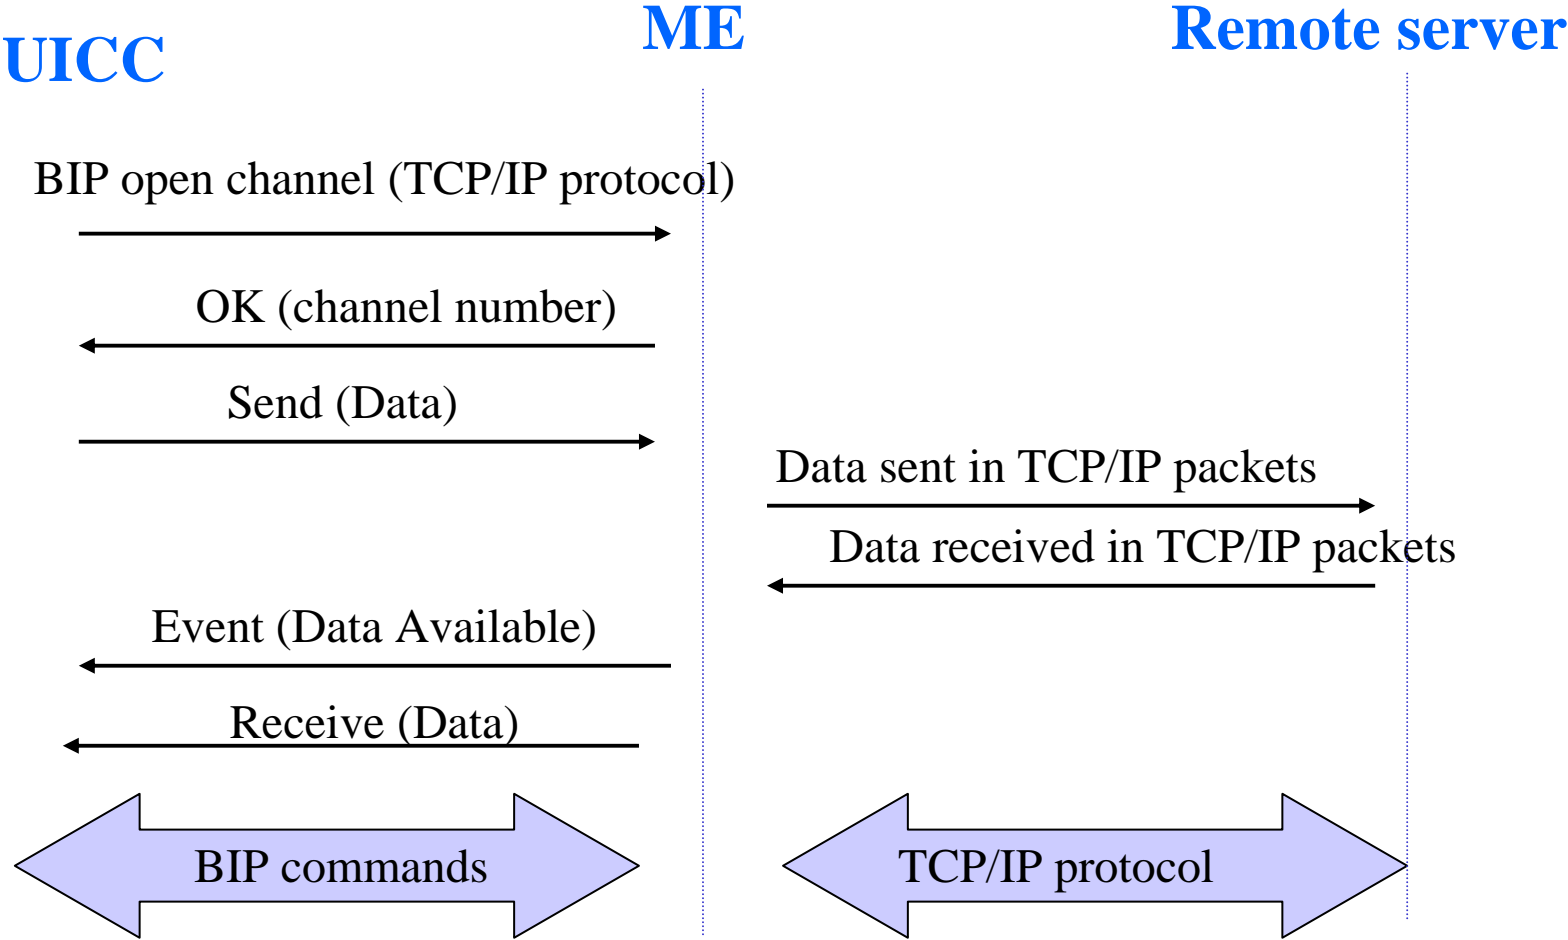 UICC
ME
Remote server
BIP open channel (TCP/IP protocol)
OK (channel number)
Send (Data)
Data sent in TCP/IP packets
Data received in TCP/IP packets
Event (Data Available)
Receive (Data)
BIP commands
TCP/IP protocol